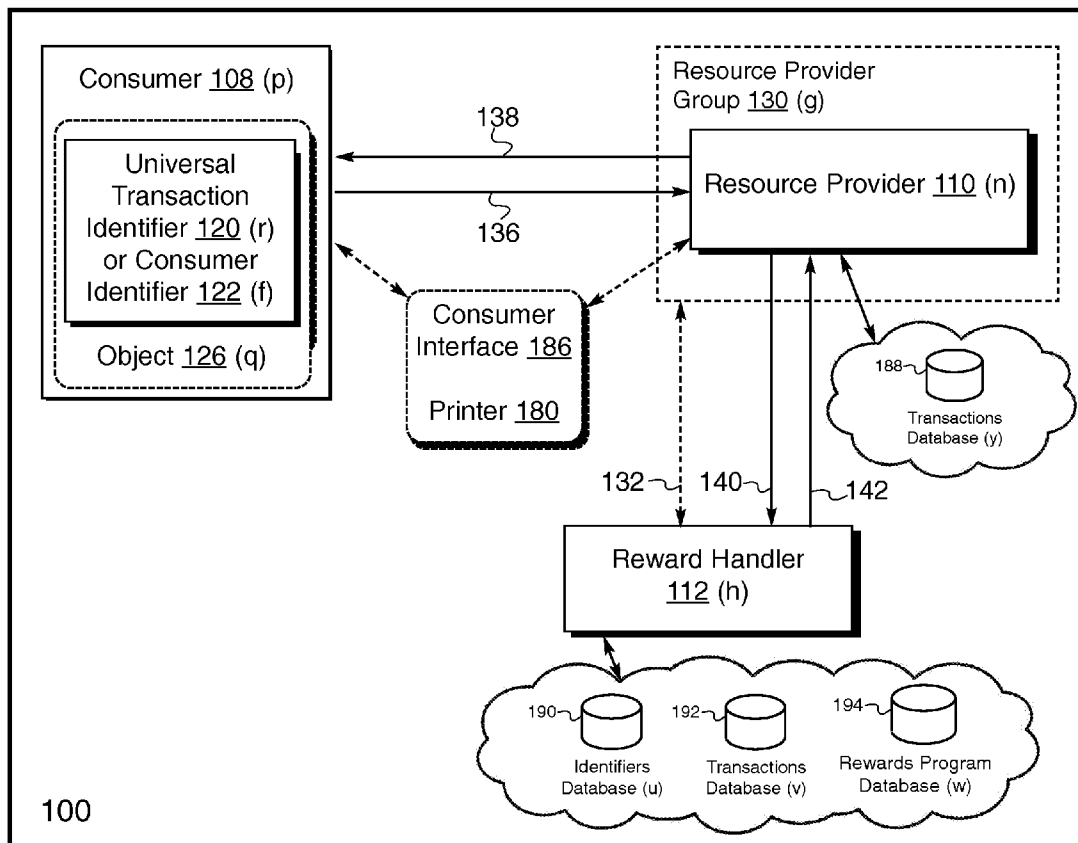 Consumer 108 (p)
Universal
Transaction
Identifier 120 (r)
or Consumer
Identifier 122 (f)
Object 126 (q)
138
136
Resource Provider
Group 130 (g)
Resource Provider 110 (n)
Consumer
Interface 186
Printer 180
188
Transactions
Database (y)
132
140
142
Reward Handler
112 (h)
190
Identifiers
Database (u)
192
Transactions
Database (v)
194
Rewards Program
Database (w)
100